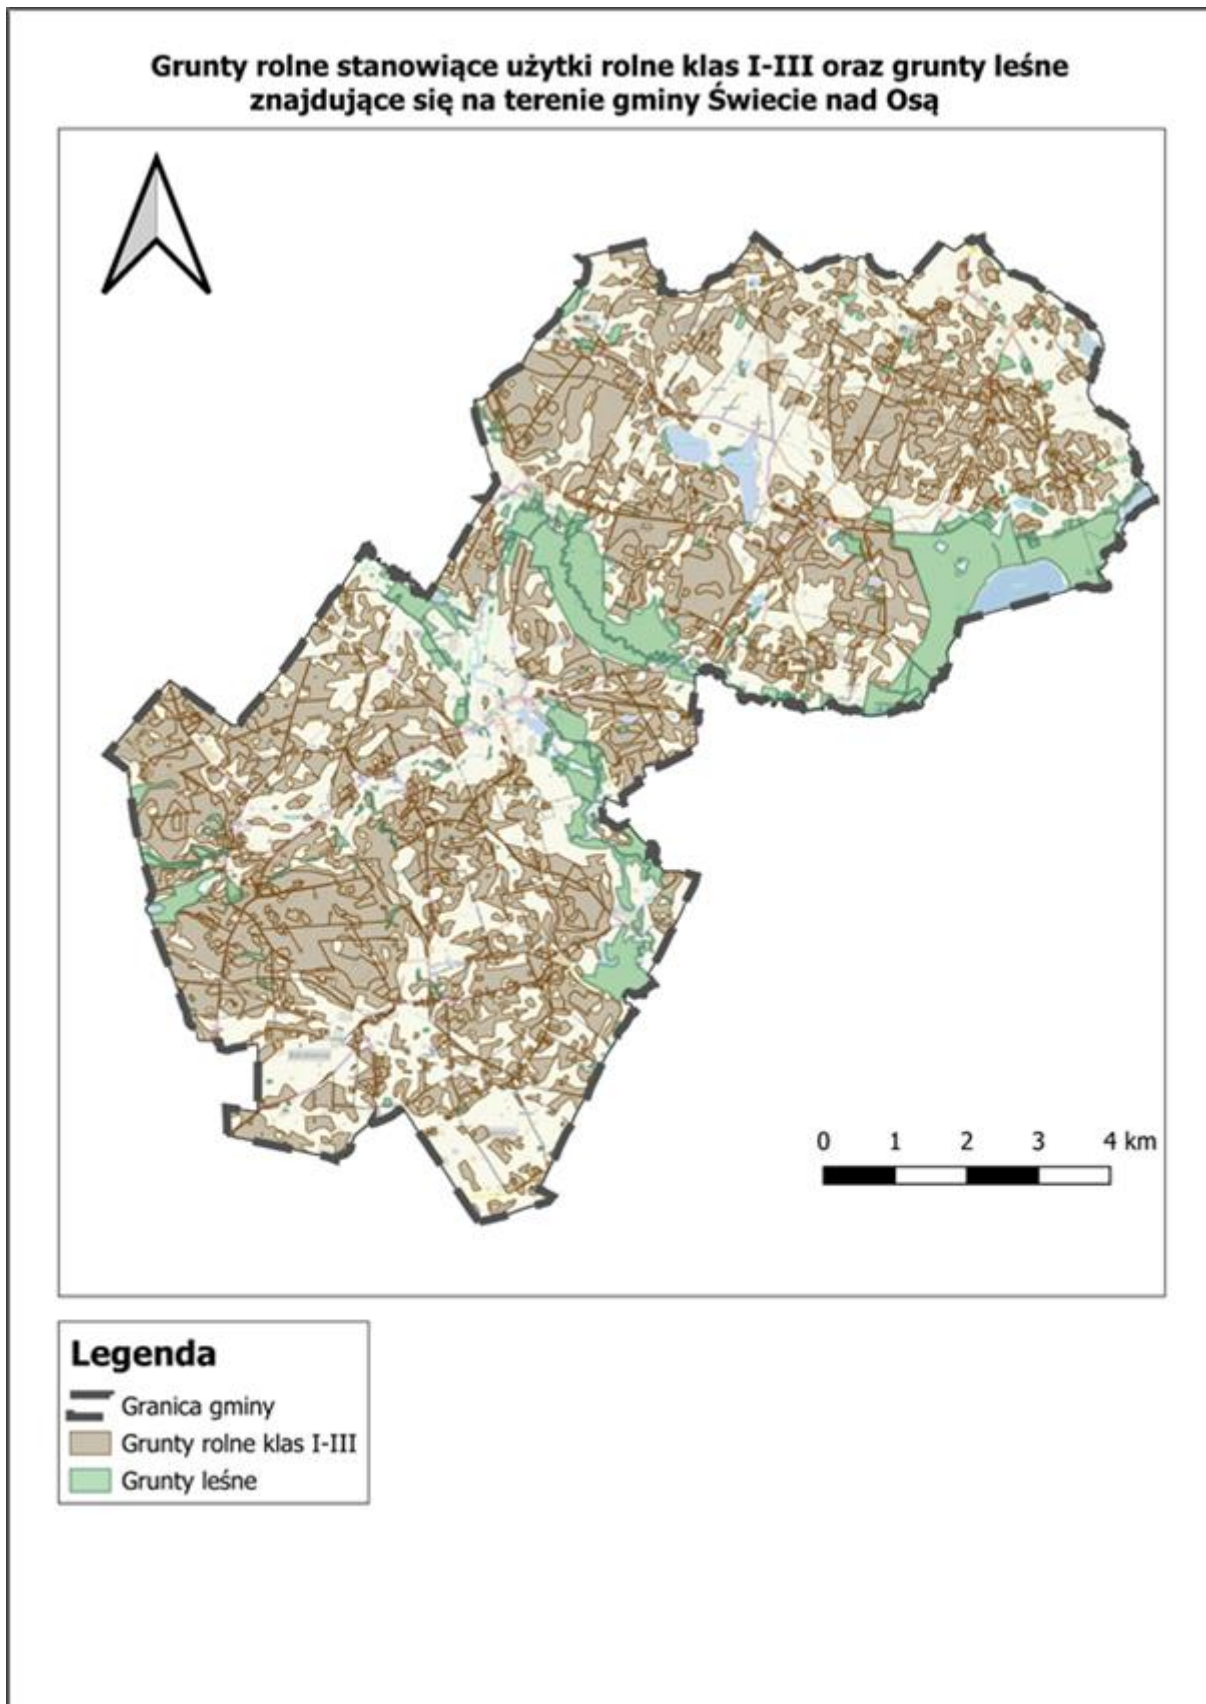 Grunty rolne stanowiące użytki rolne klas I-III oraz grunty leśne
znajdujące się na terenie gminy Świecie nad Osą
0 1 2 3 4 km
Legenda
Granica gminy
Grunty rolne klas I-III
Grunty leśne